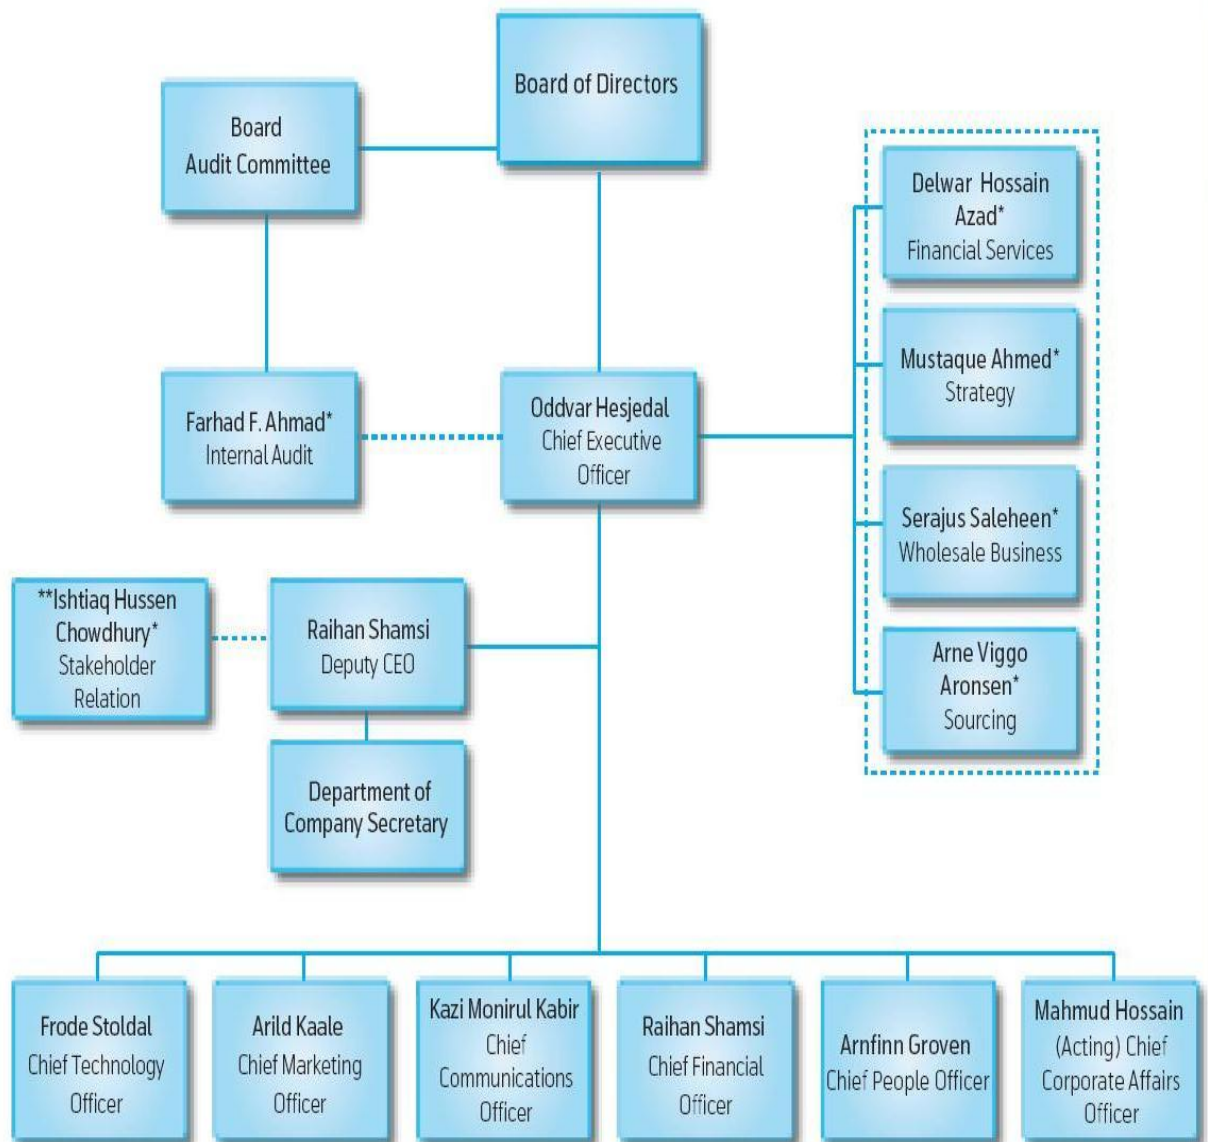 Board of Directors
Board
Audit Committee
Delwar Hossain
Azad*
Financial Services
Mustaque Ahmed*
Strategy
Farhad F. Ahmad*
Internal Audit
Oddvar Hesjedal
Chief Executive
Officer
Serajus Saleheen*
Wholesale Business
**Ishtiaq Hussen
Chowdhury*
Stakeholder
Relation
Raihan Shamsi
Deputy CEO
Arne Viggo
Aronsen*
Sourcing
Department of
Company Secretary
Frode Stoldal
Chief Technology
Officer
Arild Kaale
Chief Marketing
Officer
Kazi Monirul Kabir
Chief
Communications
Officer
Raihan Shamsi
Chief Financial
Officer
Arnfinn Groven
Chief People Officer
Mahmud Hossain
(Acting) Chief
Corporate Affairs
Officer